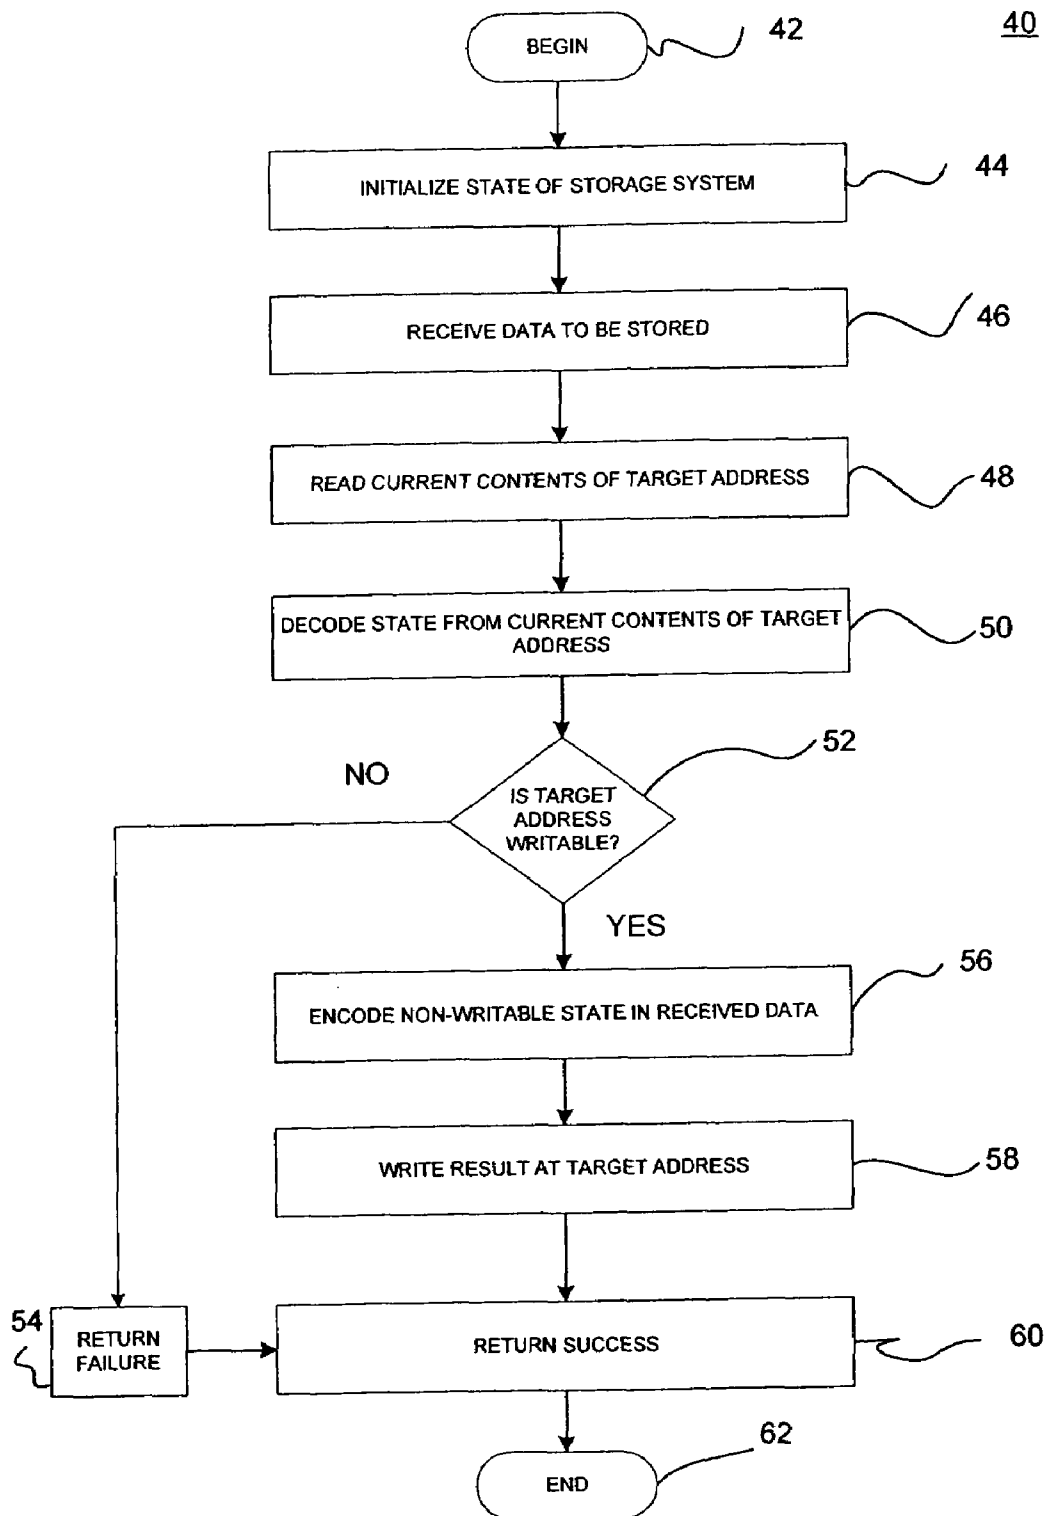 40
BEGIN
42
INITIALIZE STATE OF STORAGE SYSTEM
44
RECEIVE DATA TO BE STORED
46
READ CURRENT CONTENTS OF TARGET ADDRESS
48
DECODE STATE FROM CURRENT CONTENTS OF TARGET
ADDRESS
50
52
NO
IS TARGET
ADDRESS
WRITABLE?
YES
56
ENCODE NON-WRITABLE STATE IN RECEIVED DATA
WRITE RESULT AT TARGET ADDRESS
58
54
RETURN
FAILURE
RETURN SUCCESS
60
62
END